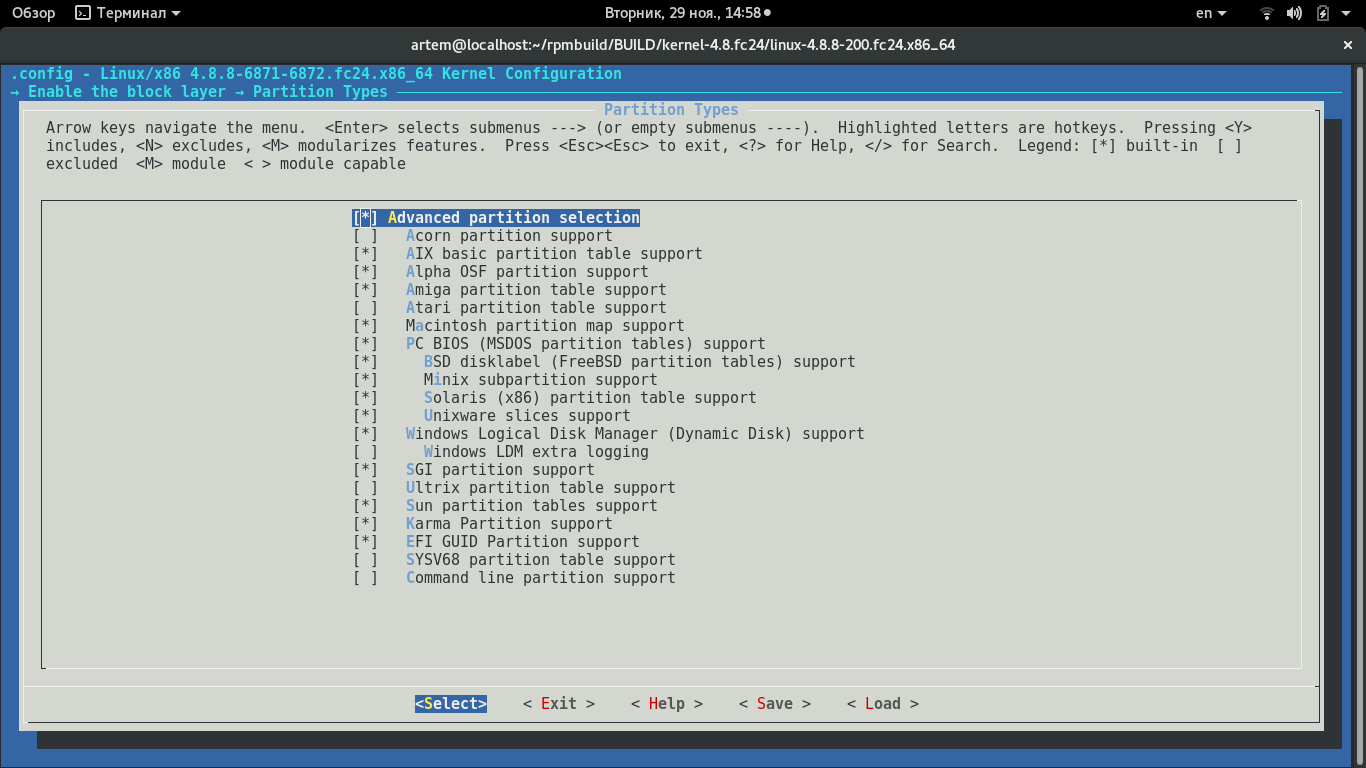 Обзор Терминал Вторник, 29 ноя., 14:58 en
artem@localhost:~/rpmbuild/BUILD/kernel-4.8.fc24/linux-4.8.8-200.fc24.x86_64 ×
.config - Linux/x86 4.8.8-6871-6872.fc24.x86_64 Kernel Configuration
→ Enable the block layer → Partition Types
Partition Types
Arrow keys navigate the menu.  <Enter> selects submenus ---> (or empty submenus ----).  Highlighted letters are hotkeys.  Pressing <Y>
includes, <N> excludes, <M> modularizes features.  Press <Esc><Esc> to exit, <?> for Help, </> for Search.  Legend: [*] built-in  [ ]
excluded  <M> module  < > module capable
[*] Advanced partition selection
[ ]   Acorn partition support
[*]   AIX basic partition table support
[*]   Alpha OSF partition support
[*]   Amiga partition table support
[ ]   Atari partition table support
[*]   Macintosh partition map support
[*]   PC BIOS (MSDOS partition tables) support
[*]     BSD disklabel (FreeBSD partition tables) support
[*]     Minix subpartition support
[*]     Solaris (x86) partition table support
[*]     Unixware slices support
[*]   Windows Logical Disk Manager (Dynamic Disk) support
[ ]     Windows LDM extra logging
[*]   SGI partition support
[ ]   Ultrix partition table support
[*]   Sun partition tables support
[*]   Karma Partition support
[*]   EFI GUID Partition support
[ ]   SYSV68 partition table support
[ ]   Command line partition support
<Select>    < Exit >    < Help >    < Save >    < Load >